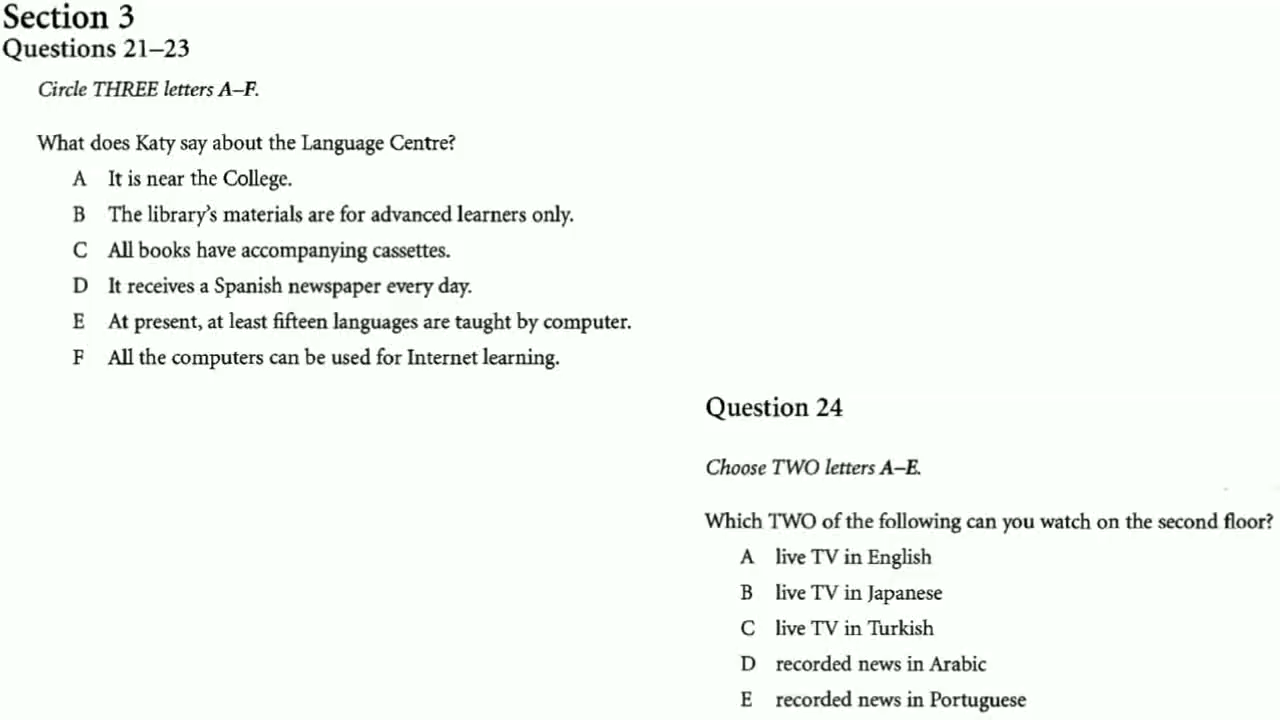 Section 3
Questions 21–23
Circle THREE letters A–F.
What does Katy say about the Language Centre?
A It is near the College.
B The library's materials are for advanced learners only.
C All books have accompanying cassettes.
D It receives a Spanish newspaper every day.
E At present, at least fifteen languages are taught by computer.
F All the computers can be used for Internet learning.
Question 24
Choose TWO letters A–E.
Which TWO of the following can you watch on the second floor?
A live TV in English
B live TV in Japanese
C live TV in Turkish
D recorded news in Arabic
E recorded news in Portuguese